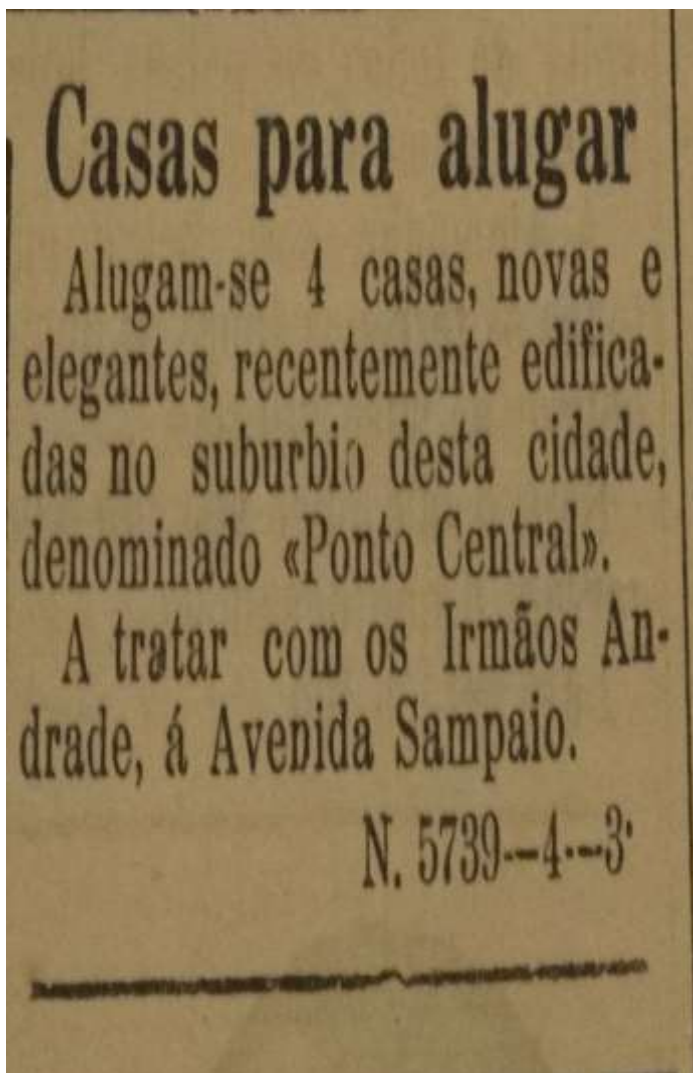 Casas para alugar
Alugam-se 4 casas, novas e
elegantes, recentemente edifica-
das no suburbio desta cidade,
denominado «Ponto Central».
A tratar com os Irmãos An-
drade, á Avenida Sampaio.
N. 5739--4--3